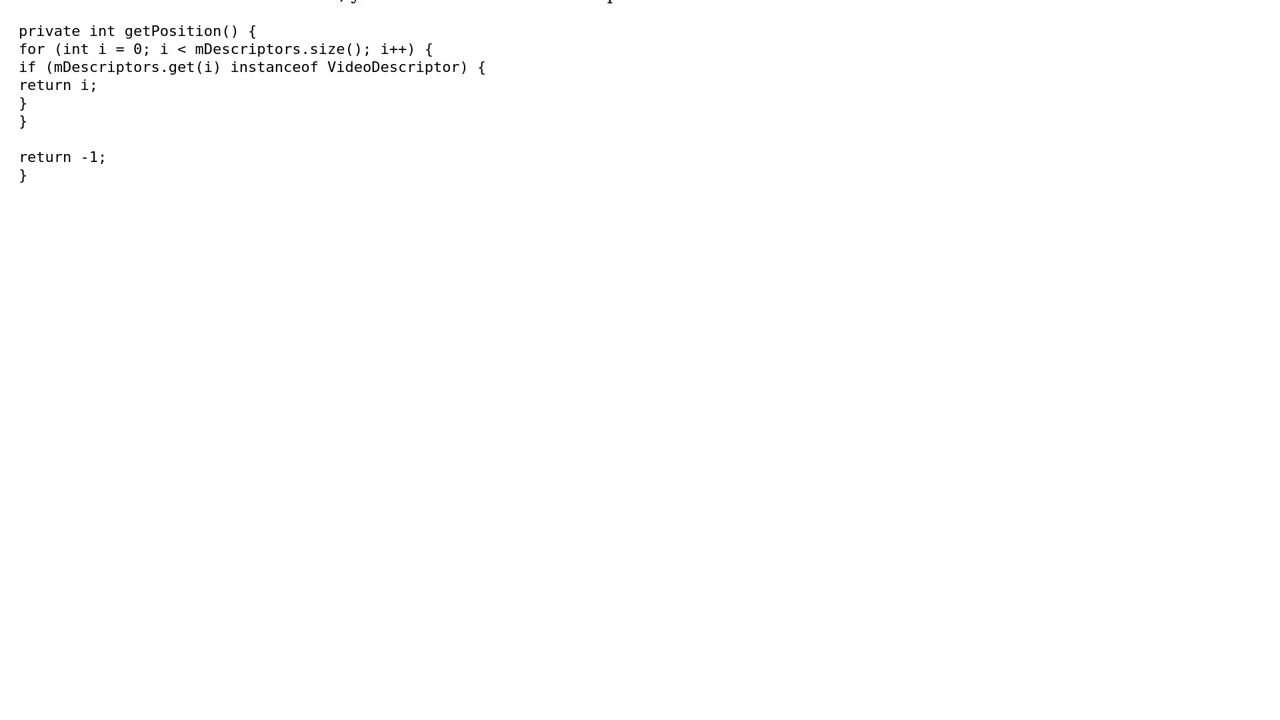 private int getPosition() {
for (int i = 0; i < mDescriptors.size(); i++) {
if (mDescriptors.get(i) instanceof VideoDescriptor) {
return i;
}
}

return -1;
}